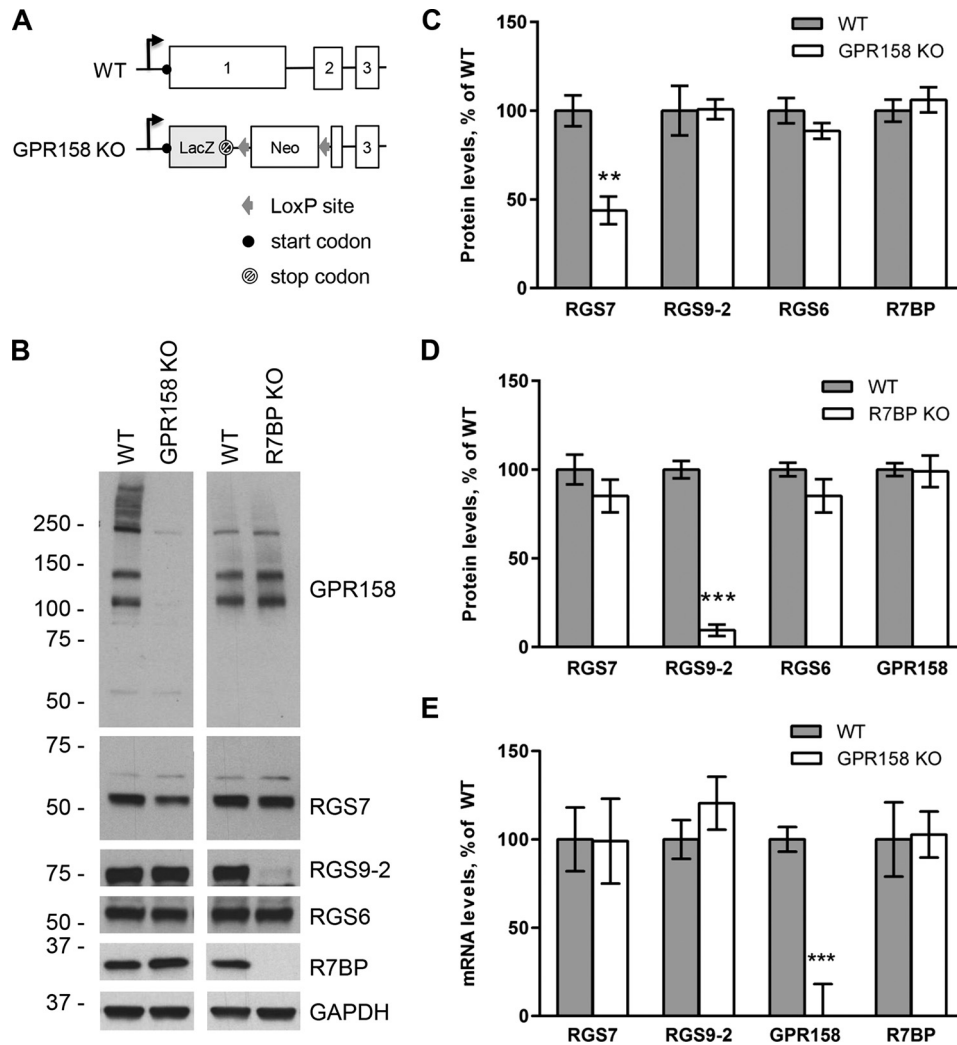 A
WT
1
2
3
GPR158 KO
LacZ
Neo
3
LoxP site
start codon
stop codon
B
WT
GPR158 KO
WT
R7BP KO
250 -
150 -
100 -
75 -
50 -
GPR158
75 -
50 -
RGS7
75 -
RGS9-2
50 -
RGS6
37 -
R7BP
37 -
GAPDH
C
WT
GPR158 KO
Protein levels, % of WT
150
100
50
0
**
RGS7 RGS9-2 RGS6 R7BP
D
WT
R7BP KO
Protein levels, % of WT
150
100
50
0
***
RGS7 RGS9-2 RGS6 GPR158
E
WT
GPR158 KO
mRNA levels, %of WT
150
100
50
0
***
RGS7 RGS9-2 GPR158 R7BP